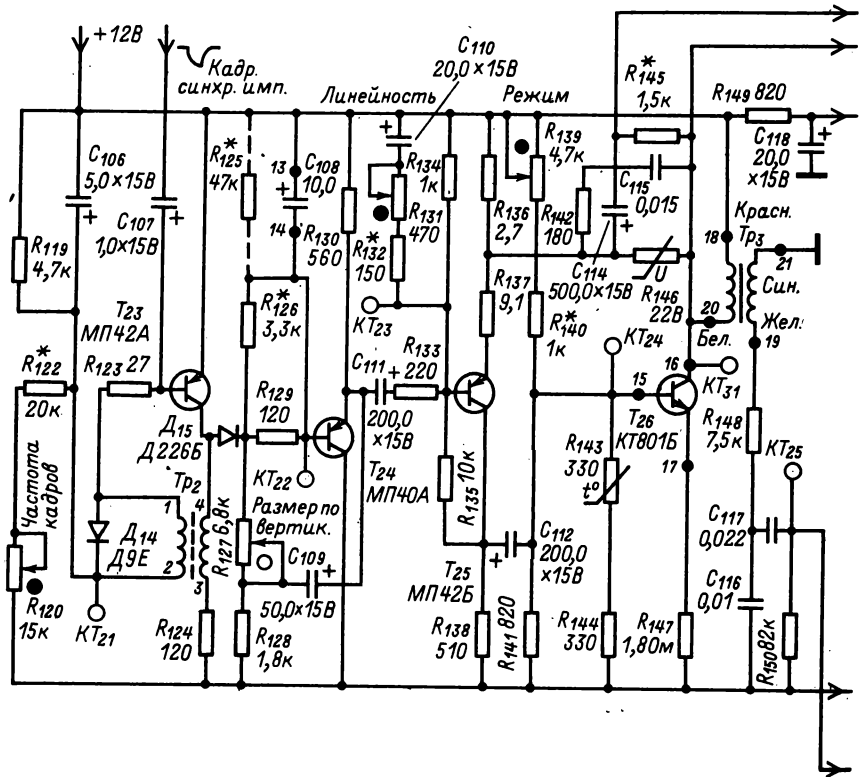 +12В
Кадр.
синхр. имп.
C110
20,0×15В
Линейность
Режим
R*145
1,5к
R149 820
C118
20,0
×15В
C106
5,0×15В
C107
1,0×15В
R*125
47к
13
C108
10,0
14
R134
1к
R131
470
R*132
150
R130
560
R139
4,7к
R136
2,7
R142
180
C115
0,015
C114
500,0×15В
U
R146
22В
Красн.
18
Тр3
21
Син.
20
Бел.
Жел.
19
R119
4,7к
T23
МП42А
R*126
3,3к
КТ23
R137
9,1
R*140
1к
КТ24
16
КТ31
R*122
20к
R123 27
R129
120
C111
200,0
×15В
R133
220
15
T26
КТ801Б
R148
7,5к
Д15
Д226Б
КТ22
T24
МП40А
R135 10к
R143
330
t°
17
КТ25
Частота
кадров
Тр2
1
4
2
3
Д14
Д9Е
R127 6,8к
Размер по
вертик.
C109
50,0×15В
C112
200,0
×15В
C117
0,022
C116
0,01
R120
15к
КТ21
R124
120
R128
1,8к
T25
МП42Б
R138
510
R141 820
R144
330
R147
1,8Ом
R150 82к